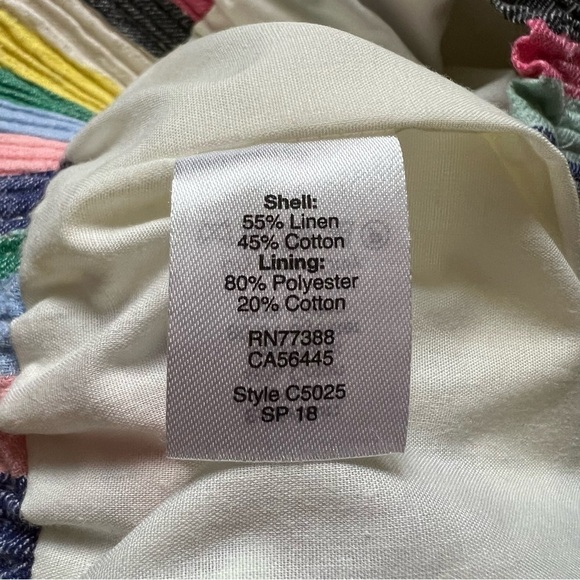 Shell:
55% Linen
45% Cotton
Lining:
80% Polyester
20% Cotton
RN77388
CA56445
Style C5025
SP 18